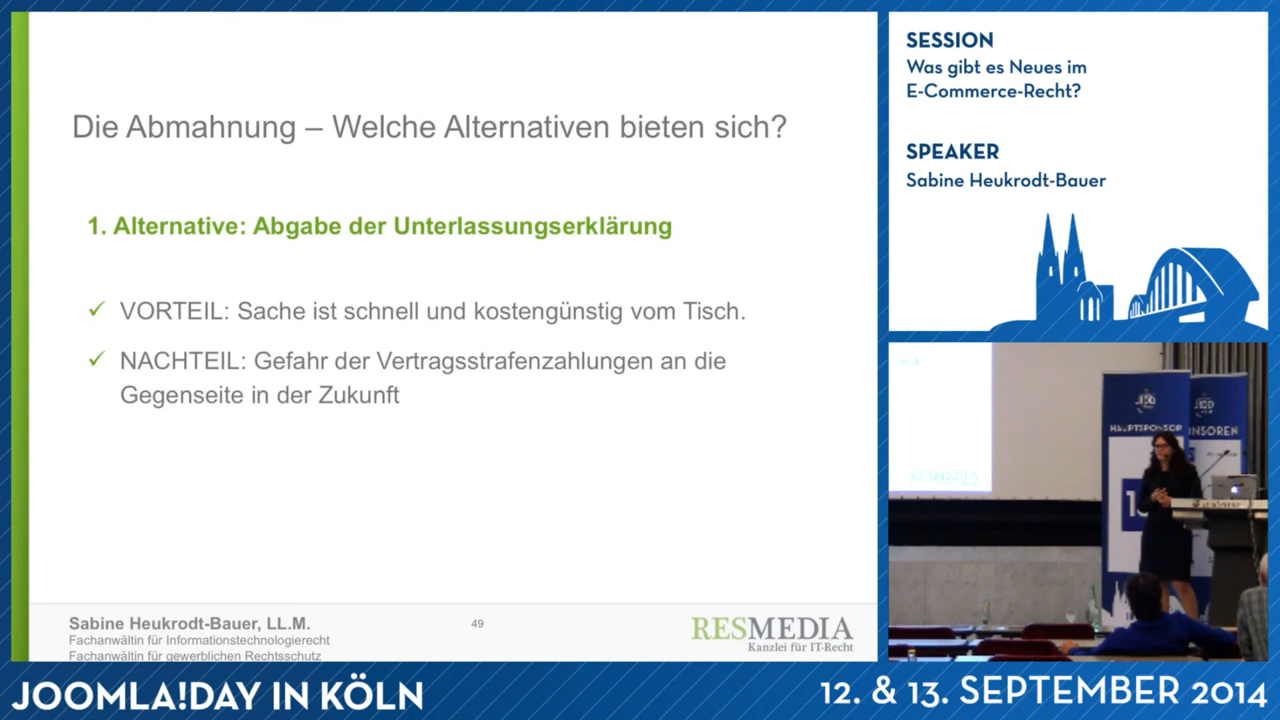 Die Abmahnung – Welche Alternativen bieten sich?
1. Alternative: Abgabe der Unterlassungserklärung
VORTEIL: Sache ist schnell und kostengünstig vom Tisch.
NACHTEIL: Gefahr der Vertragsstrafenzahlungen an die
Gegenseite in der Zukunft
Sabine Heukrodt-Bauer, LL.M.
Fachanwältin für Informationstechnologierecht
Fachanwältin für gewerblichen Rechtsschutz
49
RESMEDIA
Kanzlei für IT-Recht
SESSION
Was gibt es Neues im
E-Commerce-Recht?
SPEAKER
Sabine Heukrodt-Bauer
RESMEDIA
HAUPTSPONSOR
NSOREN
JOOMLA!DAY IN KÖLN
12. & 13. SEPTEMBER 2014